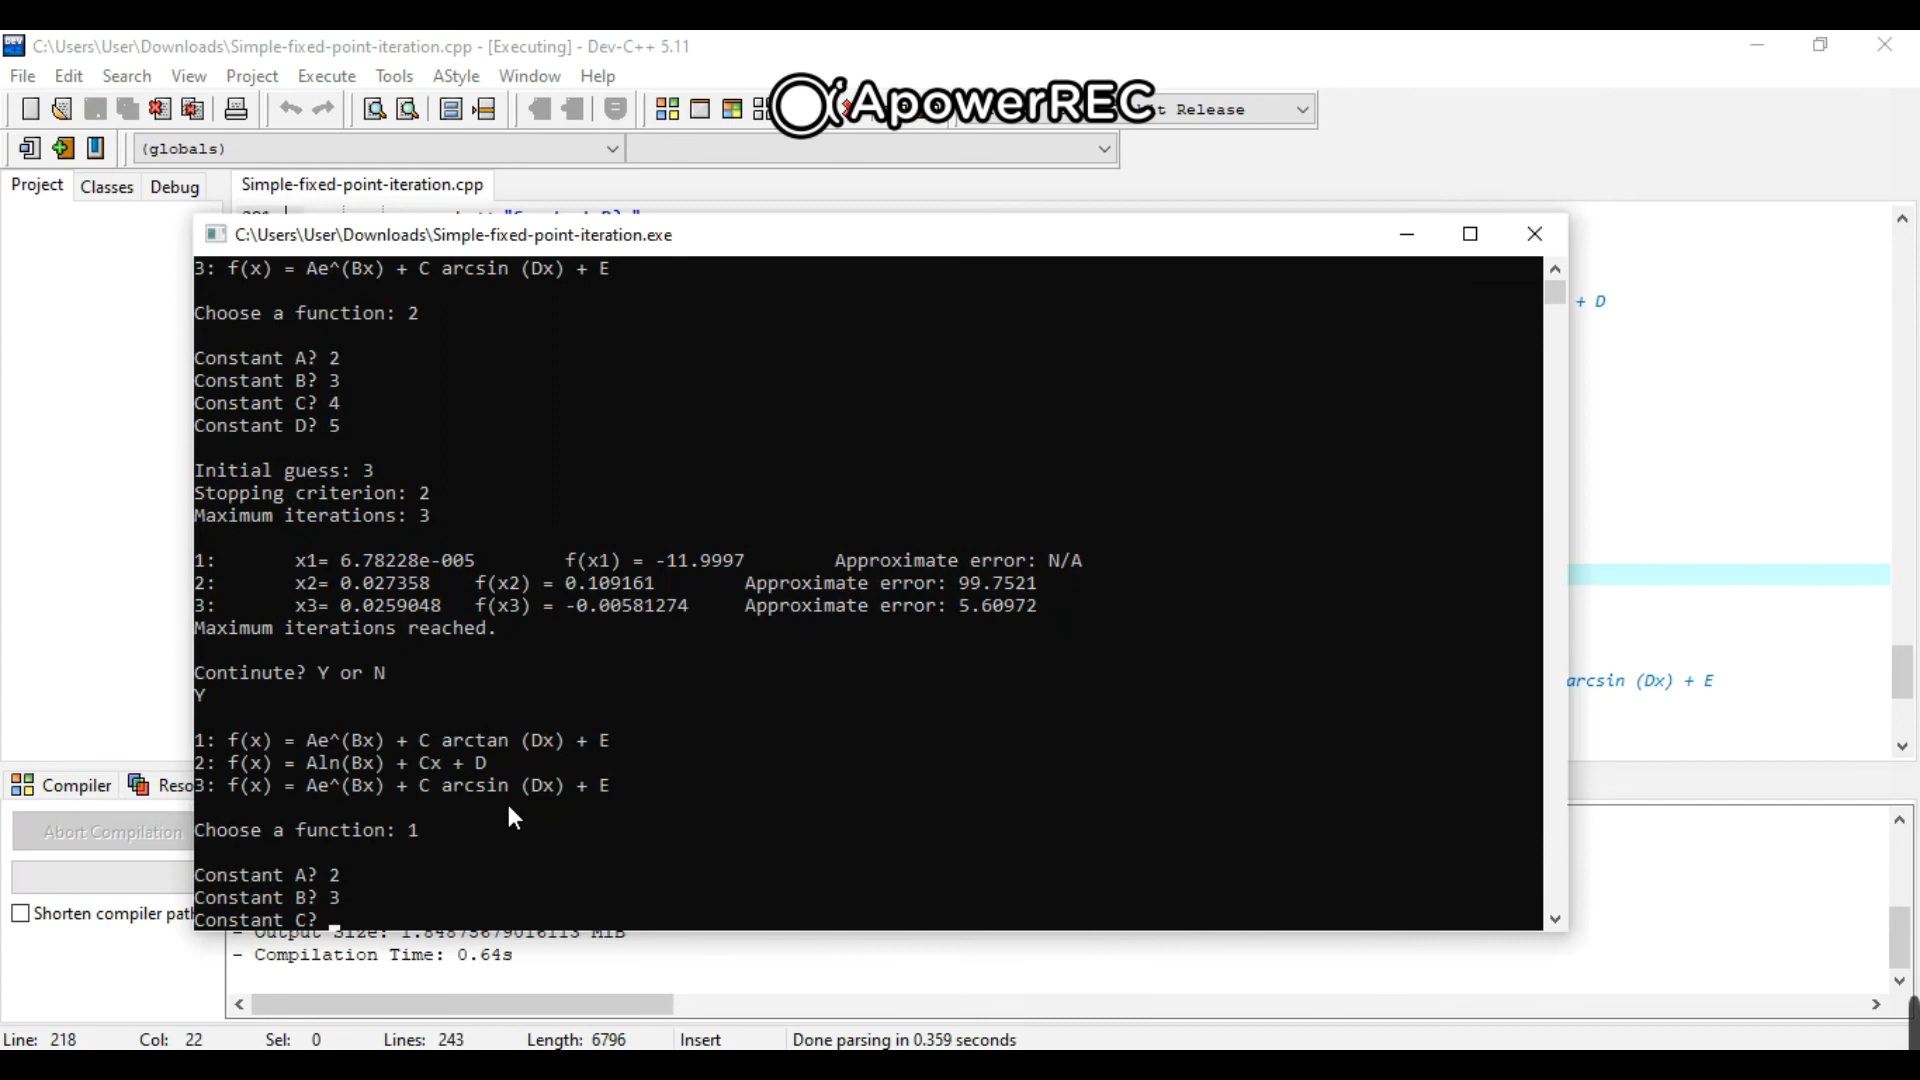 C:\Users\User\Downloads\Simple-fixed-point-iteration.cpp - [Executing] - Dev-C++ 5.11
File Edit Search View Project Execute Tools AStyle Window Help
ApowerREC
Release
(globals)
Project Classes Debug
Simple-fixed-point-iteration.cpp
C:\Users\User\Downloads\Simple-fixed-point-iteration.exe
3: f(x) = Ae^(Bx) + C arcsin (Dx) + E
+ D
Choose a function: 2
Constant A? 2
Constant B? 3
Constant C? 4
Constant D? 5
Initial guess: 3
Stopping criterion: 2
Maximum iterations: 3
1: x1= 6.78228e-005 f(x1) = -11.9997 Approximate error: N/A
2: x2= 0.027358 f(x2) = 0.109161 Approximate error: 99.7521
3: x3= 0.0259048 f(x3) = -0.00581274 Approximate error: 5.60972
Maximum iterations reached.
Continute? Y or N
arcsin (Dx) + E
Y
1: f(x) = Ae^(Bx) + C arctan (Dx) + E
2: f(x) = Aln(Bx) + Cx + D
Compiler Reso
3: f(x) = Ae^(Bx) + C arcsin (Dx) + E
Abort Compilation
Choose a function: 1
Constant A? 2
Constant B? 3
Shorten compiler pat
Constant C?
- Output Size: 1.84873679016113 MiB
- Compilation Time: 0.64s
Line: 218 Col: 22 Sel: 0 Lines: 243 Length: 6796 Insert Done parsing in 0.359 seconds